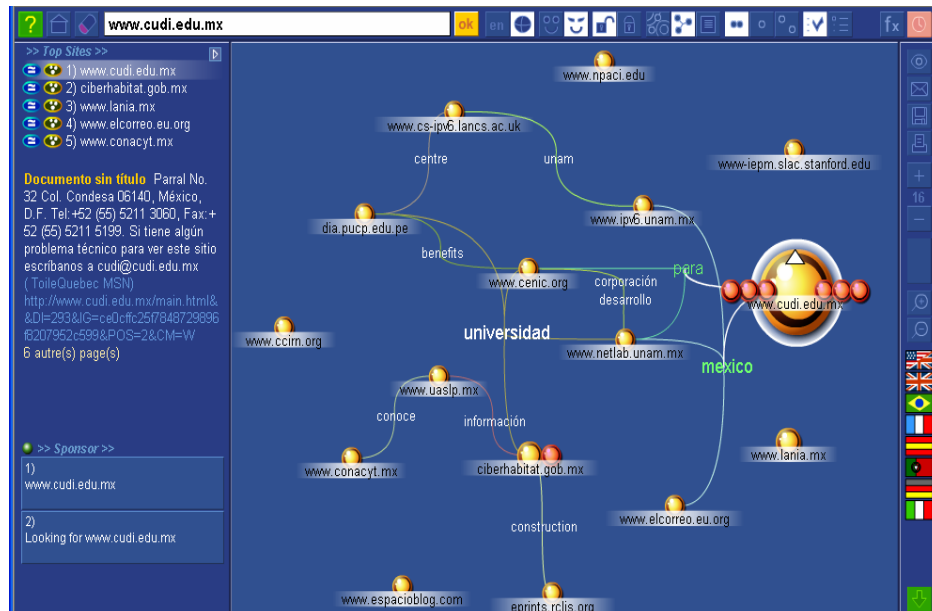 ? www.cudi.edu.mx ok en fx
>> Top Sites >>
1) www.cudi.edu.mx
2) ciberhabitat.gob.mx
3) www.lania.mx
4) www.elcorreo.eu.org
5) www.conacyt.mx
Documento sin título Parral No.
32 Col. Condesa 06140, México,
D.F. Tel:+52 (55) 5211 3060, Fax:+
52 (55) 5211 5199. Si tiene algún
problema técnico para ver este sitio
escríbanos a cudi@cudi.edu.mx
( ToileQuebec MSN)
http://www.cudi.edu.mx/main.html&
&DI=293&IG=ce0cffc25f7848729896
f8207952c599&POS=2&CM=W
6 autre(s) page(s)
>> Sponsor >>
1)
www.cudi.edu.mx
2)
Looking for www.cudi.edu.mx
www.npaci.edu
www.cs-ipv6.lancs.ac.uk
centre
unam
www-iepm.slac.stanford.edu
www.ipv6.unam.mx
dia.pucp.edu.pe
benefits
para
www.cenic.org
corporación
desarrollo
www.cudi.edu.mx
universidad
www.ccirn.org
www.netlab.unam.mx
mexico
www.uaslp.mx
conoce
información
www.lania.mx
www.conacyt.mx
ciberhabitat.gob.mx
www.elcorreo.eu.org
construction
www.espacioblog.com
eprints.rclis.org
16